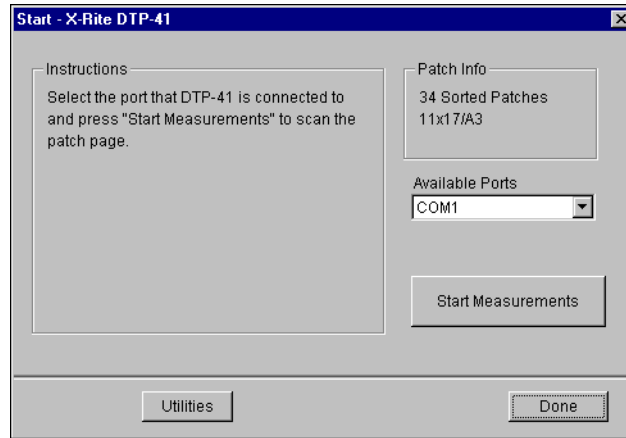 Start - X-Rite DTP-41
Instructions
Select the port that DTP-41 is connected to
and press "Start Measurements" to scan the
patch page.
Patch Info
34 Sorted Patches
11x17/A3
Available Ports
COM1
Start Measurements
Utilities
Done